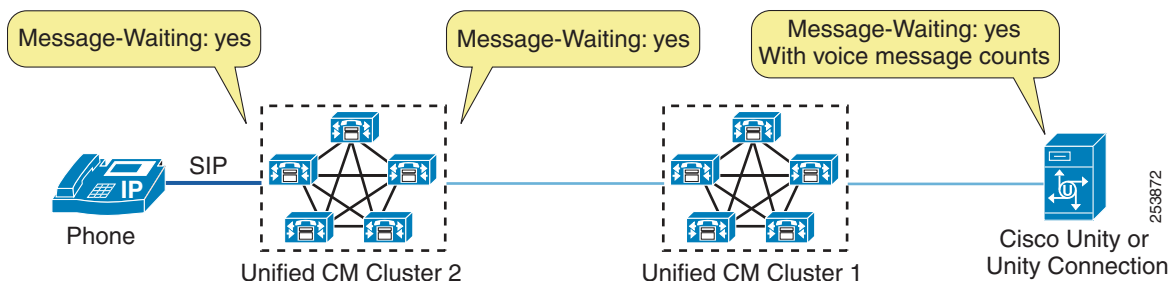 Message-Waiting: yes
Message-Waiting: yes
Message-Waiting: yes
With voice message counts
SIP
IP
Phone
Unified CM Cluster 2
Unified CM Cluster 1
U
Cisco Unity or
Unity Connection
253872